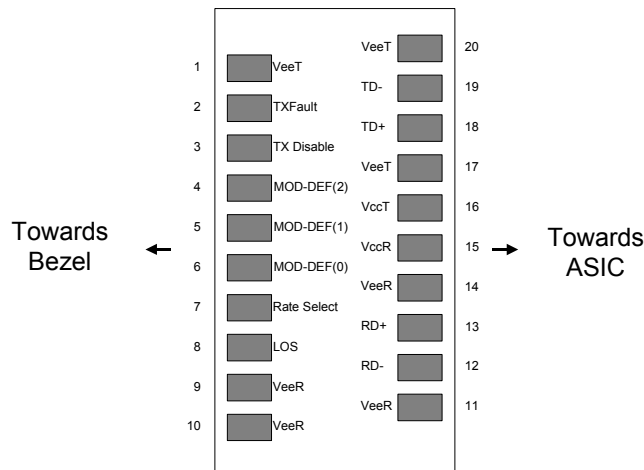 VeeT 20
1 VeeT
TD- 19
2 TXFault
TD+ 18
3 TX Disable
VeeT 17
4 MOD-DEF(2)
VccT 16
5 MOD-DEF(1)
Towards
Bezel
VccR 15
Towards
ASIC
6 MOD-DEF(0)
VeeR 14
7 Rate Select
RD+ 13
8 LOS
RD- 12
9 VeeR
VeeR 11
10 VeeR